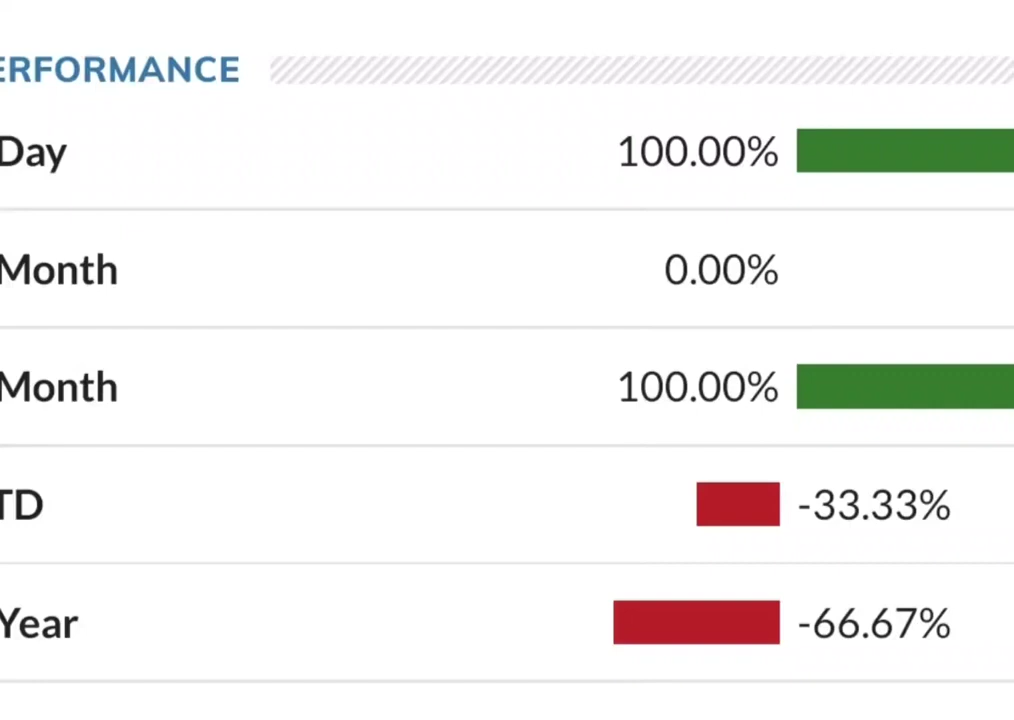 ERFORMANCE
Day 100.00%
Month 0.00%
Month 100.00%
TD -33.33%
Year -66.67%